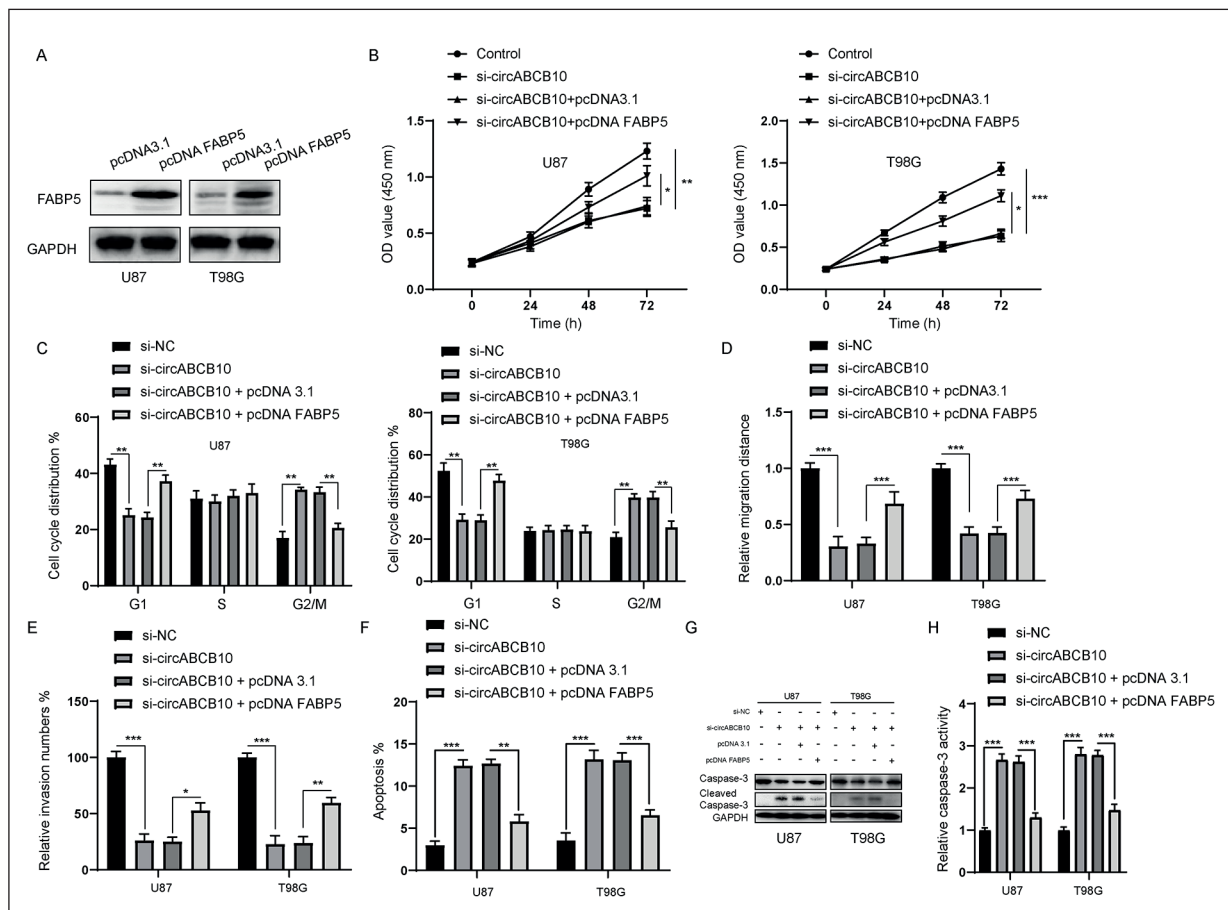 A
pcDNA3.1
pcDNA FABP5
pcDNA3.1
pcDNA FABP5
FABP5
GAPDH
U87
T98G
B
Control
si-circABCB10
si-circABCB10+pcDNA3.1
si-circABCB10+pcDNA FABP5
OD value (450 nm)
1.5
1.0
0.5
0.0
U87
*
**
0 24 48 72
Time (h)
Control
si-circABCB10
si-circABCB10+pcDNA3.1
si-circABCB10+pcDNA FABP5
OD value (450 nm)
2.0
1.5
1.0
0.5
0.0
T98G
*
***
0 24 48 72
Time (h)
C
si-NC
si-circABCB10
si-circABCB10 + pcDNA 3.1
si-circABCB10 + pcDNA FABP5
Cell cycle distribution %
60
40
20
0
U87
** ** ** **
G1 S G2/M
si-NC
si-circABCB10
si-circABCB10 + pcDNA3.1
si-circABCB10 + pcDNA FABP5
Cell cycle distribution %
80
60
40
20
0
T98G
** ** ** **
G1 S G2/M
D
si-NC
si-circABCB10
si-circABCB10 + pcDNA3.1
si-circABCB10 + pcDNA FABP5
Relative migration distance
1.5
1.0
0.5
0.0
*** *** *** ***
U87 T98G
E
si-NC
si-circABCB10
si-circABCB10 + pcDNA 3.1
si-circABCB10 + pcDNA FABP5
Relative invasion numbers %
150
100
50
0
*** * *** **
U87 T98G
F
si-NC
si-circABCB10
si-circABCB10 + pcDNA 3.1
si-circABCB10 + pcDNA FABP5
Apoptosis %
20
15
10
5
0
*** ** *** ***
U87 T98G
G
U87 T98G
si-NC + - - - + - - -
si-circABCB10 - + + + - + + +
pcDNA 3.1 - - + - - - + -
pcDNA FABP5 - - - + - - - +
Caspase-3
Cleaved
Caspase-3
GAPDH
U87 T98G
H
si-NC
si-circABCB10
si-circABCB10 + pcDNA 3.1
si-circABCB10 + pcDNA FABP5
Relative caspase-3 activity
4
3
2
1
0
*** *** *** ***
U87 T98G